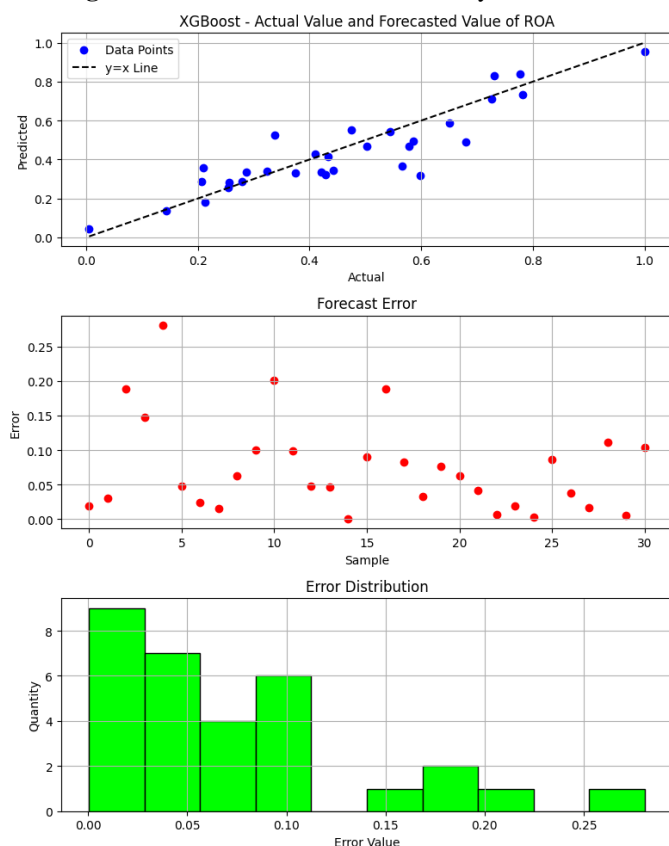 XGBoost - Actual Value and Forecasted Value of ROA
Data Points
y=x Line
Predicted
1.0
0.8
0.6
0.4
0.2
0.0
0.0 0.2 0.4 0.6 0.8 1.0
Actual
Forecast Error
Error
0.25
0.20
0.15
0.10
0.05
0.00
0 5 10 15 20 25 30
Sample
Error Distribution
Quantity
8
6
4
2
0
0.00 0.05 0.10 0.15 0.20 0.25
Error Value